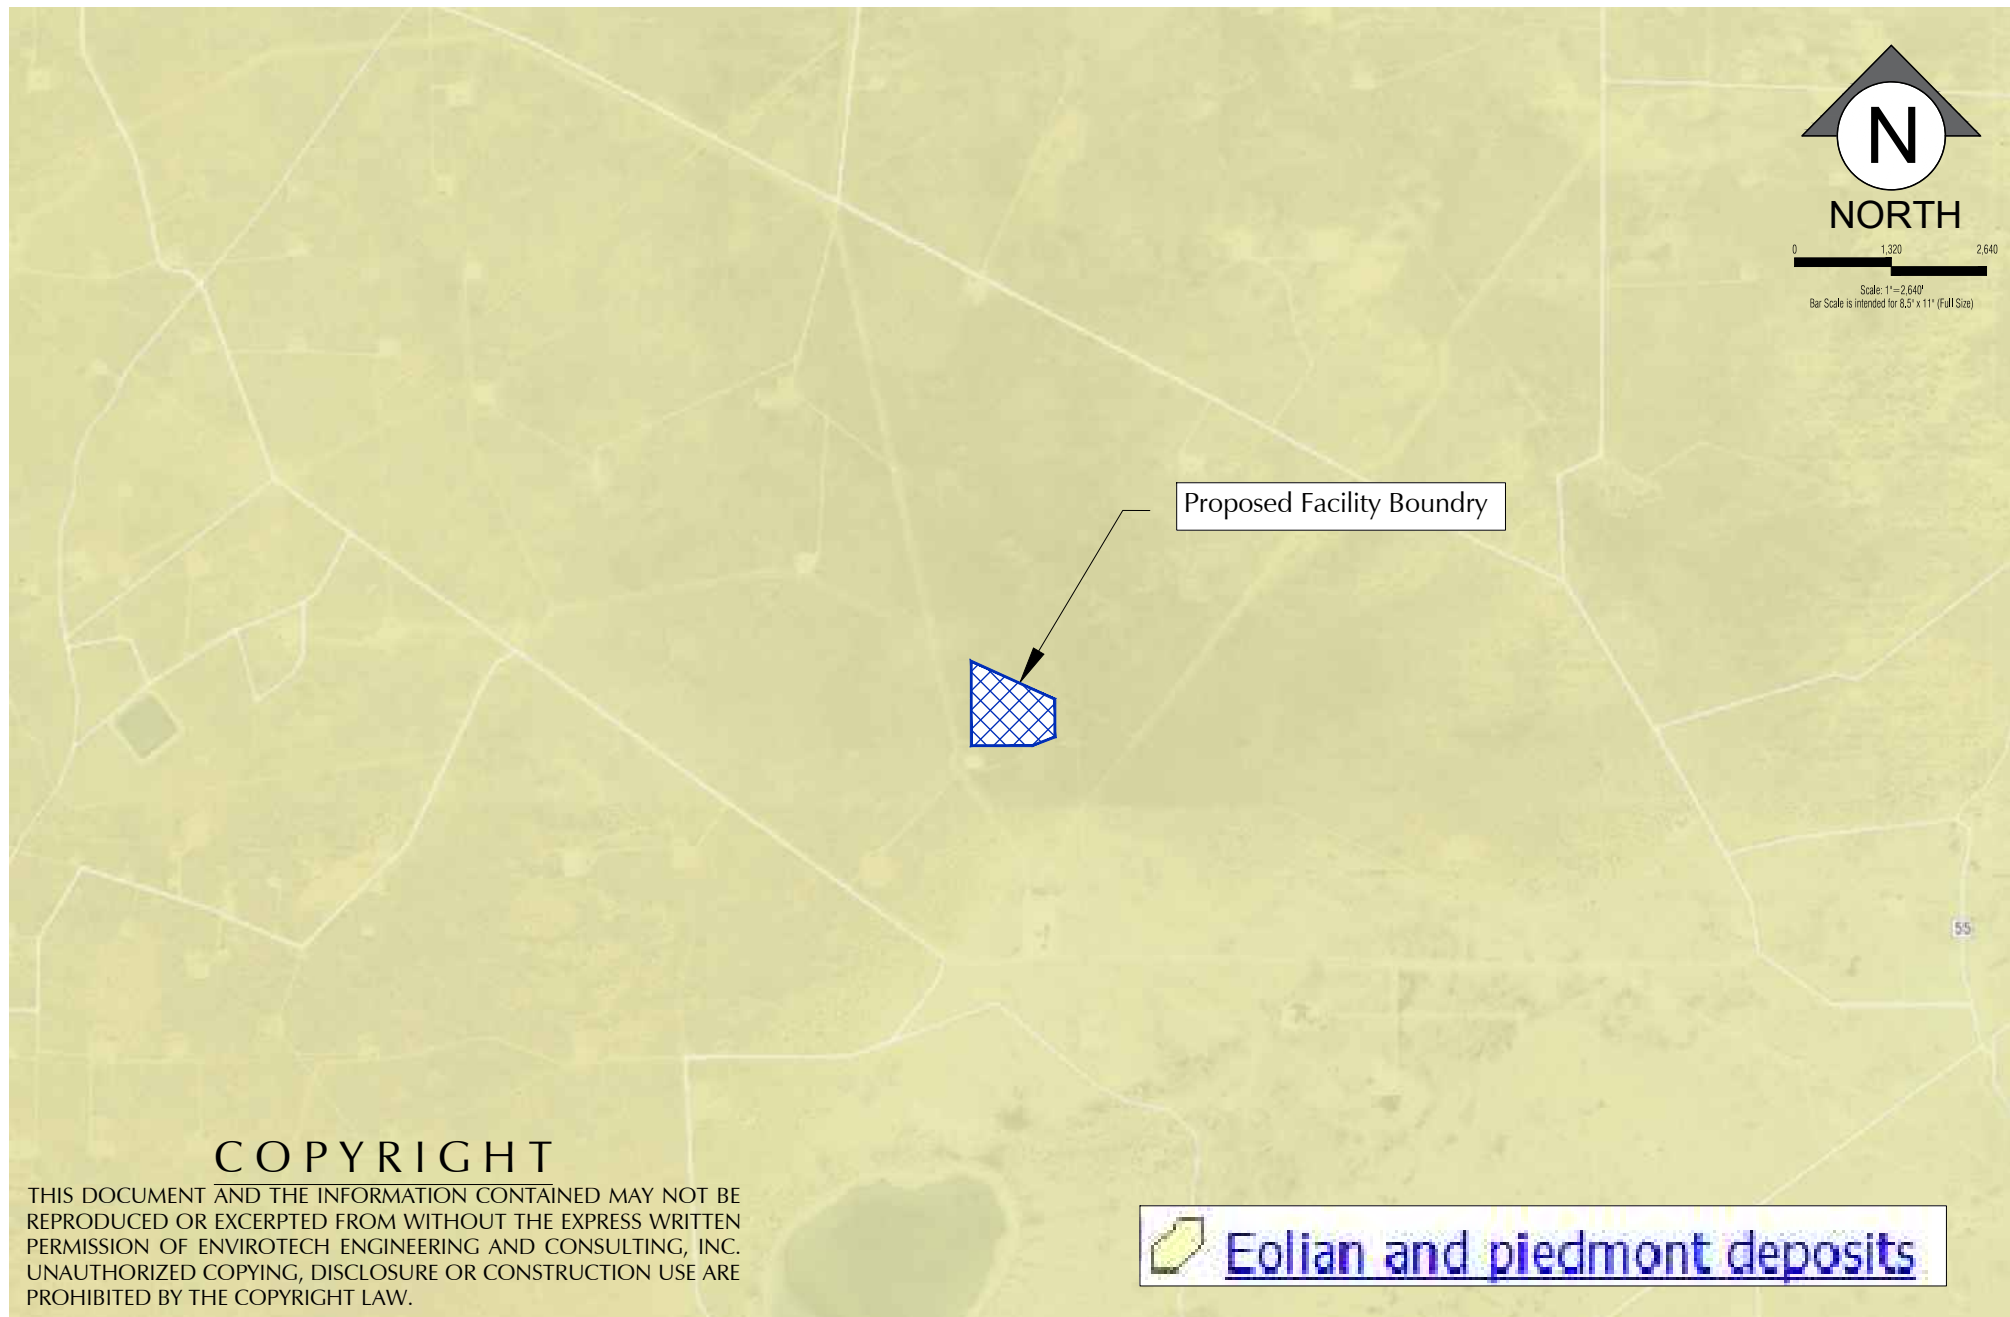 N
NORTH
0 1,320 2,640
Scale: 1"=2,640'
Bar Scale is intended for 8.5" x 11" (Full Size)
Proposed Facility Boundry
55
COPYRIGHT
THIS DOCUMENT AND THE INFORMATION CONTAINED MAY NOT BE
REPRODUCED OR EXCERPTED FROM WITHOUT THE EXPRESS WRITTEN
PERMISSION OF ENVIROTECH ENGINEERING AND CONSULTING, INC.
UNAUTHORIZED COPYING, DISCLOSURE OR CONSTRUCTION USE ARE
PROHIBITED BY THE COPYRIGHT LAW.
Eolian and piedmont deposits